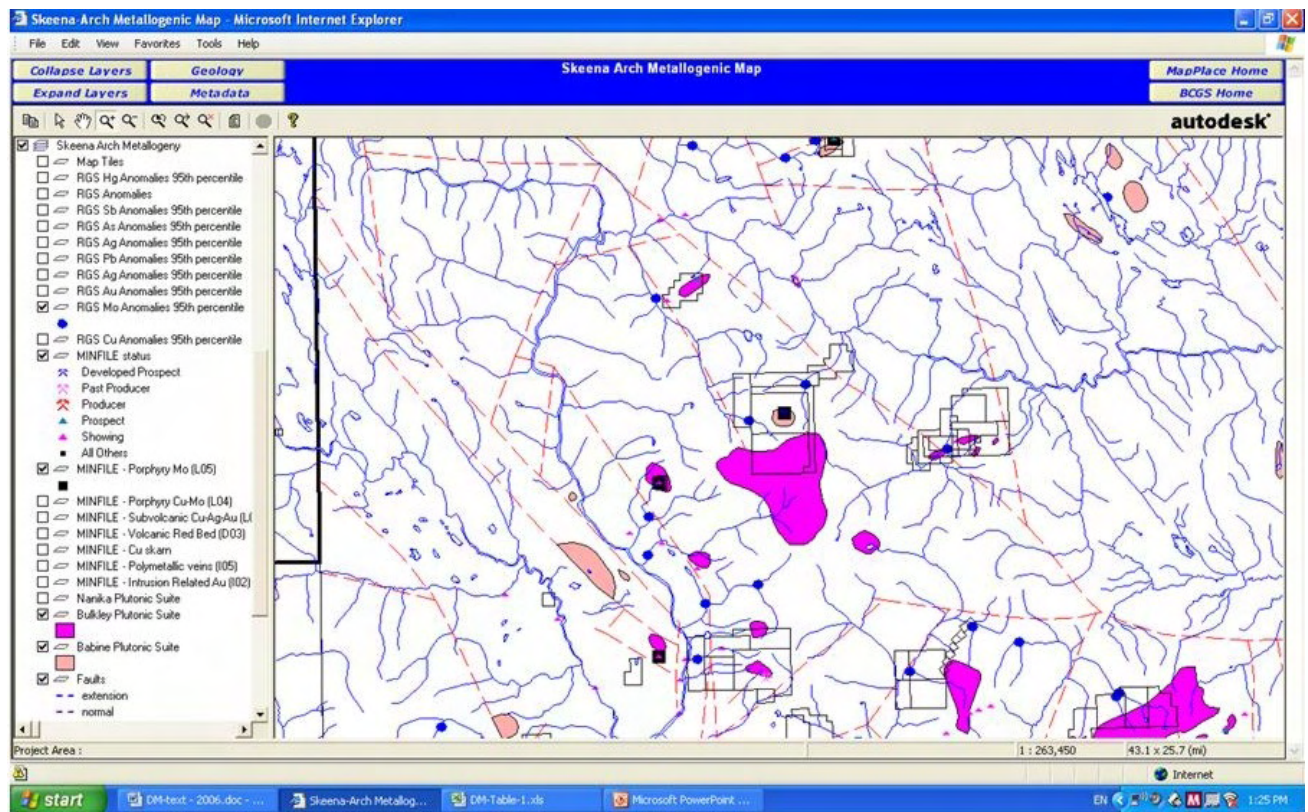 Skeena-Arch Metallogenic Map - Microsoft Internet Explorer
File Edit View Favorites Tools Help
Collapse Layers Geology Skeena Arch Metallogenic Map MapPlace Home
Expand Layers Metadata BCGS Home
autodesk
Skeena Arch Metallogeny
Map Tiles
RGS Hg Anomalies 95th percentile
RGS Anomalies
RGS Sb Anomalies 95th percentile
RGS As Anomalies 95th percentile
RGS Ag Anomalies 95th percentile
RGS Pb Anomalies 95th percentile
RGS Ag Anomalies 95th percentile
RGS Au Anomalies 95th percentile
RGS Mo Anomalies 95th percentile
RGS Cu Anomalies 95th percentile
MINFILE status
Developed Prospect
Past Producer
Producer
Prospect
Showing
All Others
MINFILE - Porphyry Mo (L05)
MINFILE - Porphyry Cu-Mo (L04)
MINFILE - Subvolcanic Cu-Ag-Au (L(
MINFILE - Volcanic Red Bed (D03)
MINFILE - Cu skarn
MINFILE - Polymetallic veins (I05)
MINFILE - Intrusion Related Au (I02)
Nanika Plutonic Suite
Bulkley Plutonic Suite
Babine Plutonic Suite
Faults
extension
normal
Project Area : 1 : 263,450 43.1 x 25.7 (mi)
Internet
start DM-text - 2006.doc - ... Skeena-Arch Metallog... DM-Table-1.xls Microsoft PowerPoint ... EN 1:25 PM